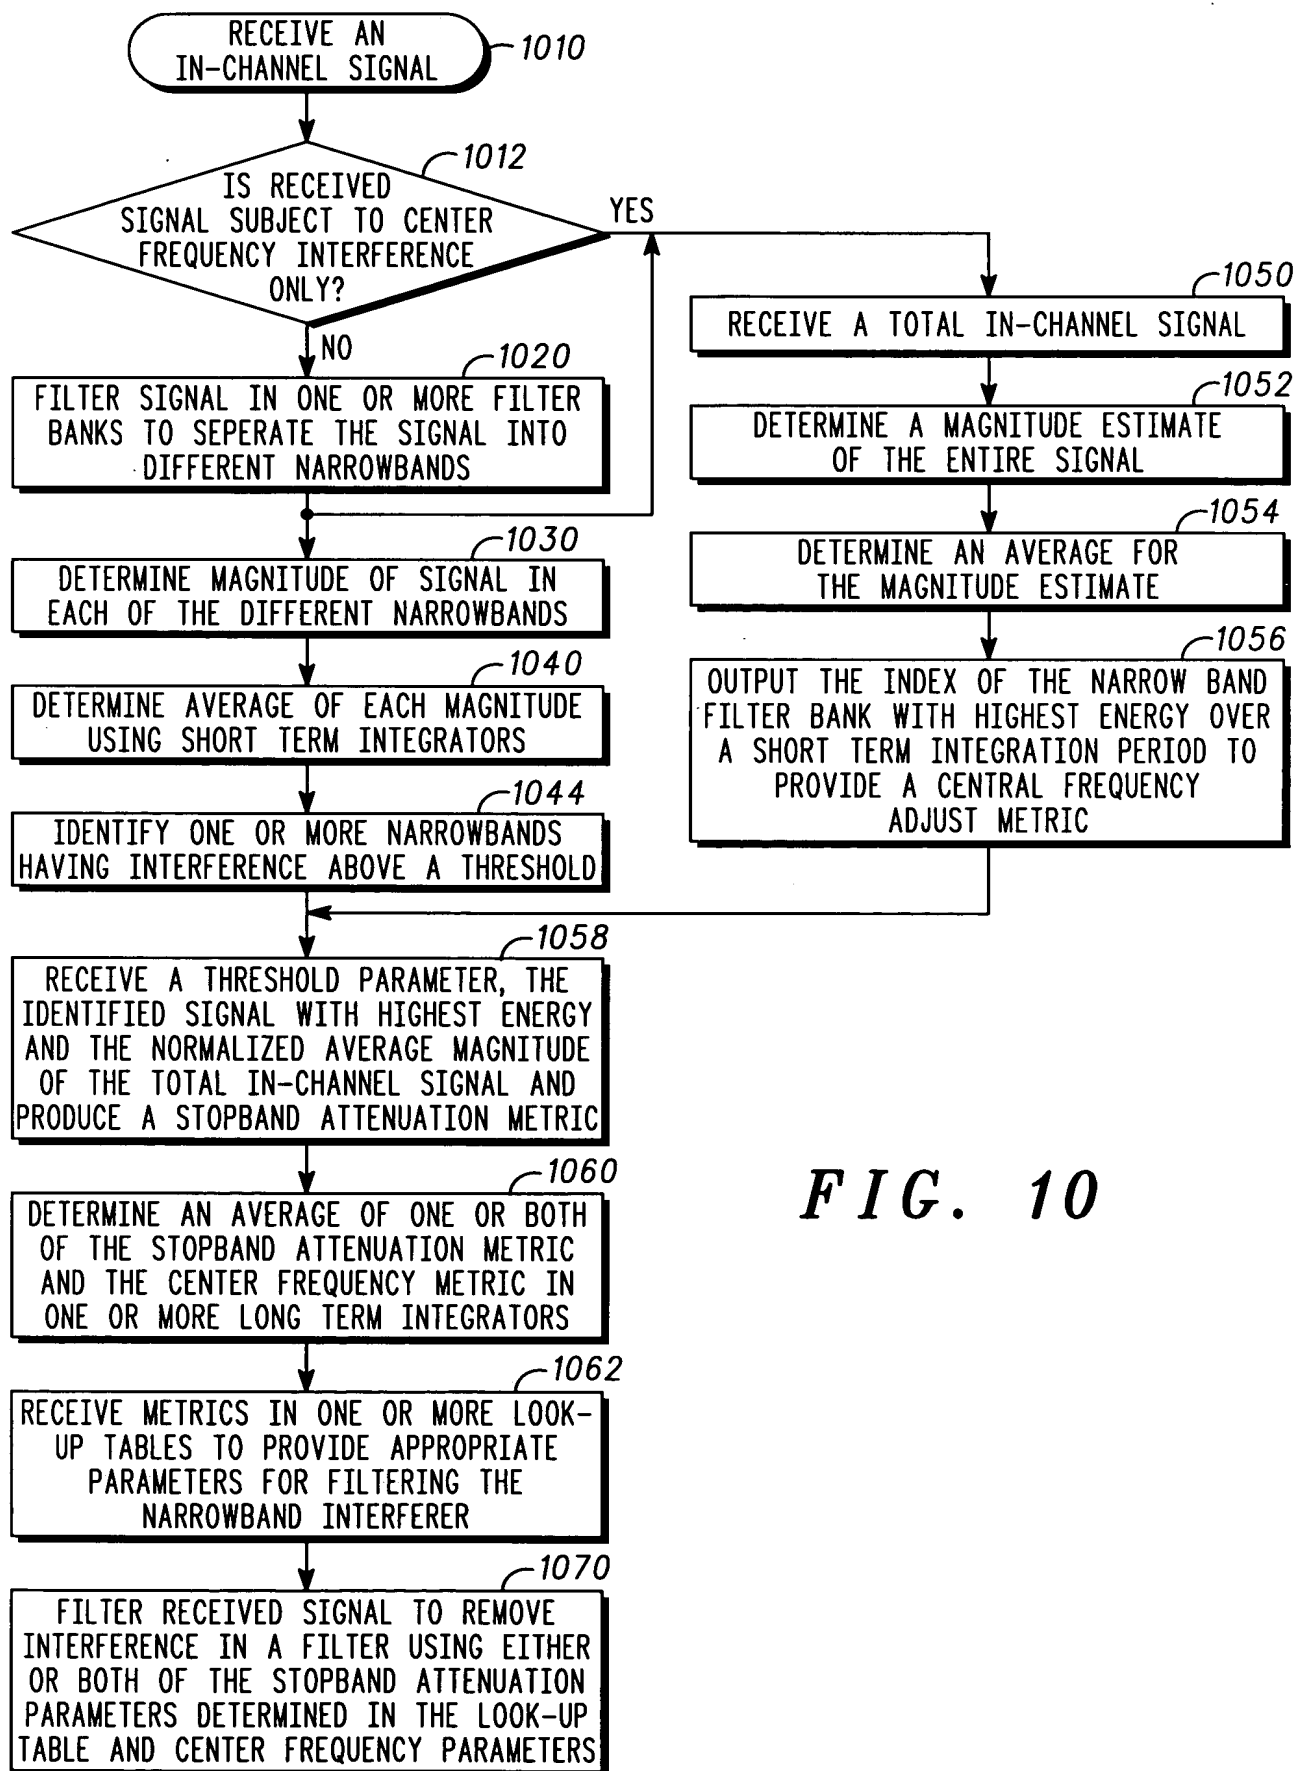 RECEIVE AN
IN-CHANNEL SIGNAL
1010
1012
IS RECEIVED
SIGNAL SUBJECT TO CENTER
FREQUENCY INTERFERENCE
ONLY?
YES
NO
1020
FILTER SIGNAL IN ONE OR MORE FILTER
BANKS TO SEPERATE THE SIGNAL INTO
DIFFERENT NARROWBANDS
1030
DETERMINE MAGNITUDE OF SIGNAL IN
EACH OF THE DIFFERENT NARROWBANDS
1040
DETERMINE AVERAGE OF EACH MAGNITUDE
USING SHORT TERM INTEGRATORS
1044
IDENTIFY ONE OR MORE NARROWBANDS
HAVING INTERFERENCE ABOVE A THRESHOLD
1050
RECEIVE A TOTAL IN-CHANNEL SIGNAL
1052
DETERMINE A MAGNITUDE ESTIMATE
OF THE ENTIRE SIGNAL
1054
DETERMINE AN AVERAGE FOR
THE MAGNITUDE ESTIMATE
1056
OUTPUT THE INDEX OF THE NARROW BAND
FILTER BANK WITH HIGHEST ENERGY OVER
A SHORT TERM INTEGRATION PERIOD TO
PROVIDE A CENTRAL FREQUENCY
ADJUST METRIC
1058
RECEIVE A THRESHOLD PARAMETER, THE
IDENTIFIED SIGNAL WITH HIGHEST ENERGY
AND THE NORMALIZED AVERAGE MAGNITUDE
OF THE TOTAL IN-CHANNEL SIGNAL AND
PRODUCE A STOPBAND ATTENUATION METRIC
1060
DETERMINE AN AVERAGE OF ONE OR BOTH
OF THE STOPBAND ATTENUATION METRIC
AND THE CENTER FREQUENCY METRIC IN
ONE OR MORE LONG TERM INTEGRATORS
1062
RECEIVE METRICS IN ONE OR MORE LOOK-
UP TABLES TO PROVIDE APPROPRIATE
PARAMETERS FOR FILTERING THE
NARROWBAND INTERFERER
1070
FILTER RECEIVED SIGNAL TO REMOVE
INTERFERENCE IN A FILTER USING EITHER
OR BOTH OF THE STOPBAND ATTENUATION
PARAMETERS DETERMINED IN THE LOOK-UP
TABLE AND CENTER FREQUENCY PARAMETERS
FIG. 10